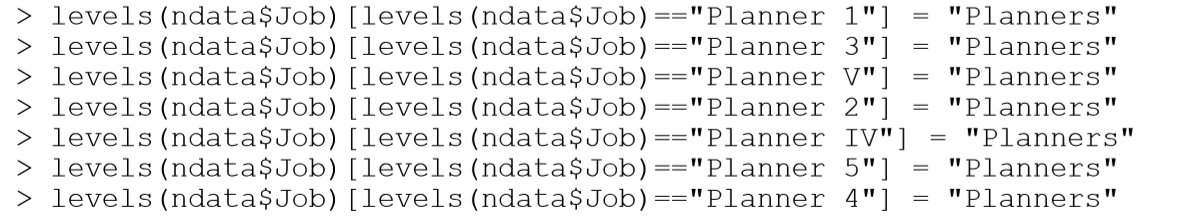 > levels(ndata$Job)[levels(ndata$Job)=="Planner 1"] = "Planners"
> levels(ndata$Job)[levels(ndata$Job)=="Planner 3"] = "Planners"
> levels(ndata$Job)[levels(ndata$Job)=="Planner V"] = "Planners"
> levels(ndata$Job)[levels(ndata$Job)=="Planner 2"] = "Planners"
> levels(ndata$Job)[levels(ndata$Job)=="Planner IV"] = "Planners"
> levels(ndata$Job)[levels(ndata$Job)=="Planner 5"] = "Planners"
> levels(ndata$Job)[levels(ndata$Job)=="Planner 4"] = "Planners"